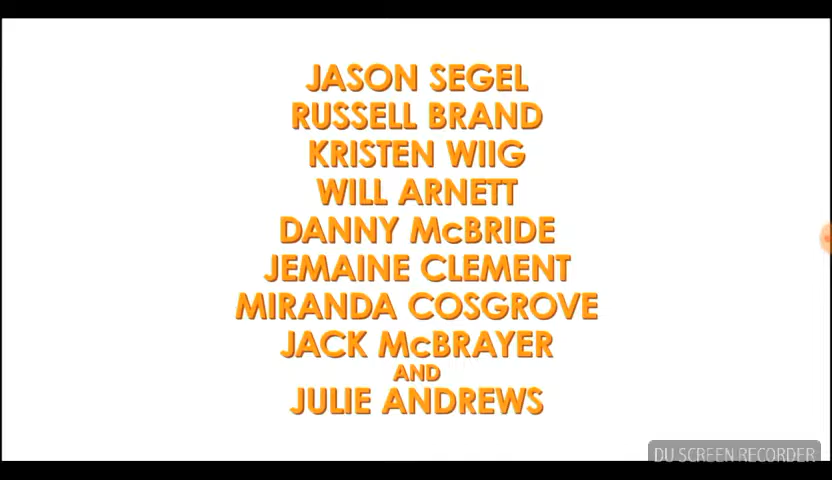 JASON SEGEL
RUSSELL BRAND
KRISTEN WIIG
WILL ARNETT
DANNY McBRIDE
JEMAINE CLEMENT
MIRANDA COSGROVE
JACK McBRAYER
AND
JULIE ANDREWS
DU SCREEN RECORDER